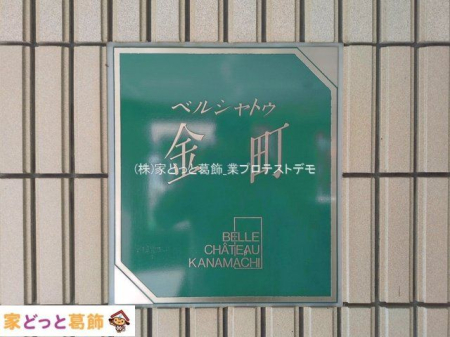 ベルシャトゥ
金町
(株)家どっと葛飾_業プロテストデモ
BELLE
CHÂTEAU
KANAMACHI
家どっと葛飾